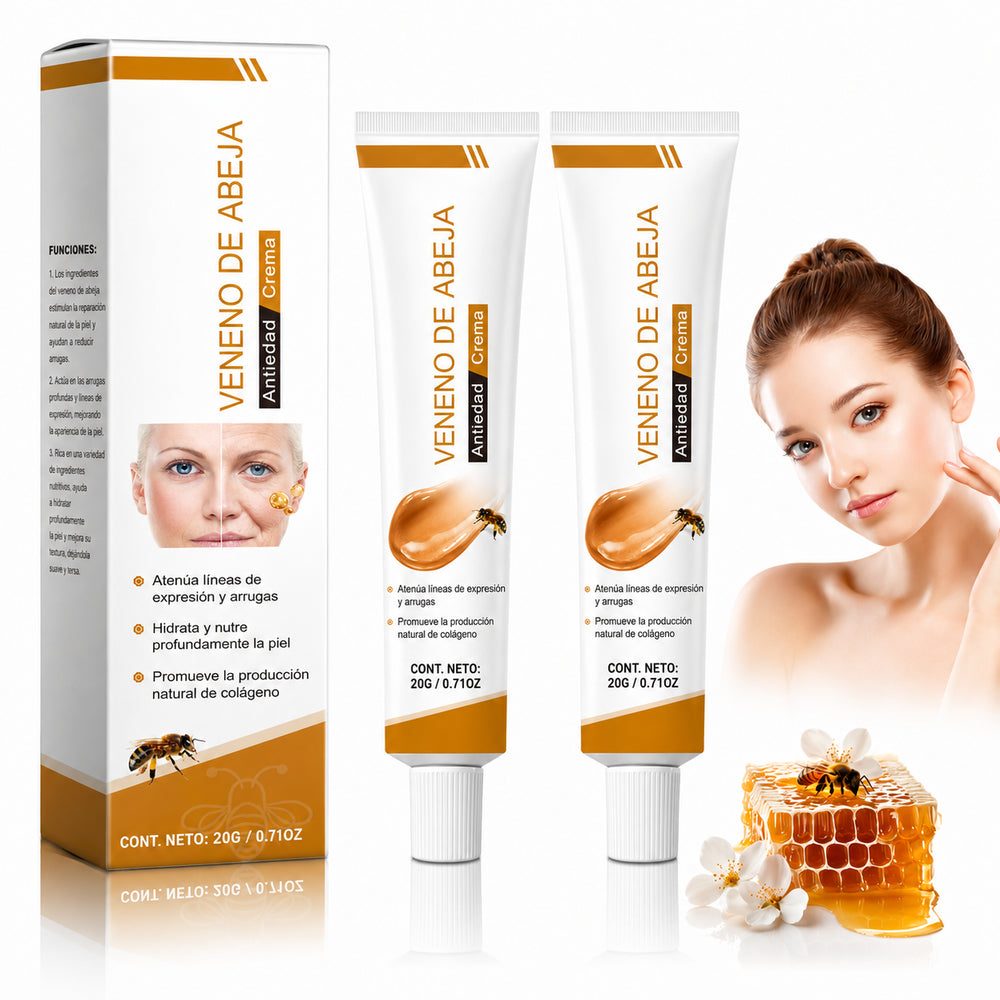 VENENO DE ABEJA
Antiedad Crema
FUNCIONES:
1. Los ingredientes
del veneno de abeja
estimulan la reparación
natural de la piel y
ayudan a reducir
arrugas.
2. Actúa en las arrugas
profundas y líneas de
expresión, mejorando
la apariencia de la piel.
3. Rica en una variedad
de ingredientes
nutritivos, ayuda
a hidratar
profundamente
la piel y mejora su
textura, dejándola
suave y tersa.
Atenúa líneas de
expresión y arrugas
Hidrata y nutre
profundamente la piel
Promueve la producción
natural de colágeno
CONT. NETO: 20G / 0.71OZ
VENENO DE ABEJA
Antiedad Crema
Atenúa líneas de expresión
y arrugas
Promueve la producción
natural de colágeno
CONT. NETO:
20G / 0.71OZ
VENENO DE ABEJA
Antiedad Crema
Atenúa líneas de expresión
y arrugas
Promueve la producción
natural de colágeno
CONT. NETO:
20G / 0.71OZ